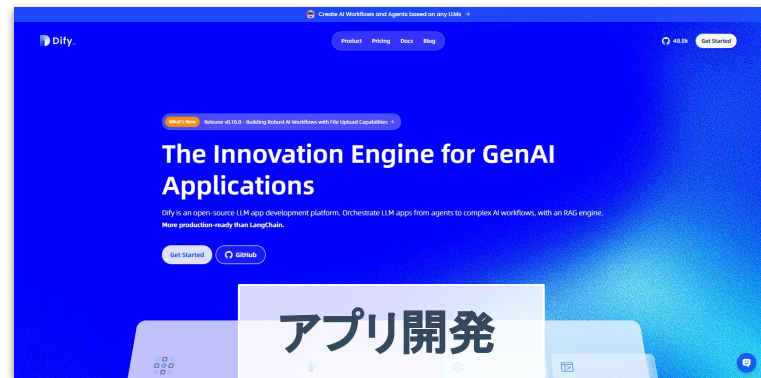 Create AI Workflows and Agents based on any LLMs →
Dify_
Product Pricing Docs Blog
48.8k
Get Started
What's New Release v0.10.0 - Building Robust AI Workflows with File Upload Capabilities →
The Innovation Engine for GenAI
Applications
Dify is an open-source LLM app development platform. Orchestrate LLM apps from agents to complex AI workflows, with an RAG engine.
More production-ready than LangChain.
Get Started GitHub
アプリ開発